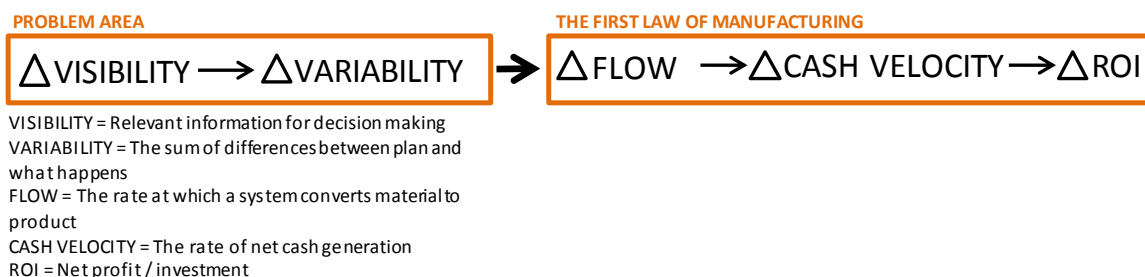 PROBLEM AREA
THE FIRST LAW OF MANUFACTURING
△VISIBILITY → △VARIABILITY → △FLOW → △CASH VELOCITY → △ROI
VISIBILITY = Relevant information for decision making
VARIABILITY = The sum of differences between plan and
what happens
FLOW = The rate at which a system converts material to
product
CASH VELOCITY = The rate of net cash generation
ROI = Net profit / investment